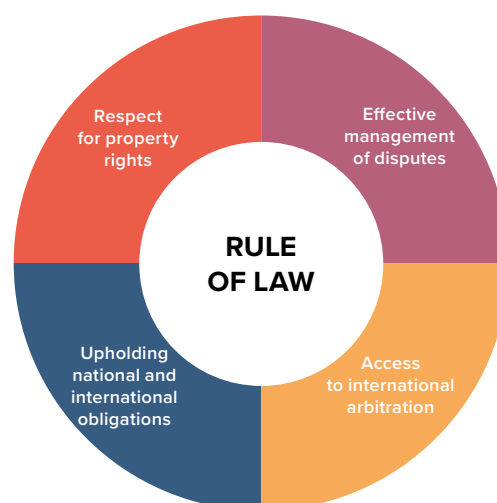 Respect
for property
rights
Effective
management
of disputes
RULE
OF LAW
Upholding
national and
international
obligations
Access
to international
arbitration